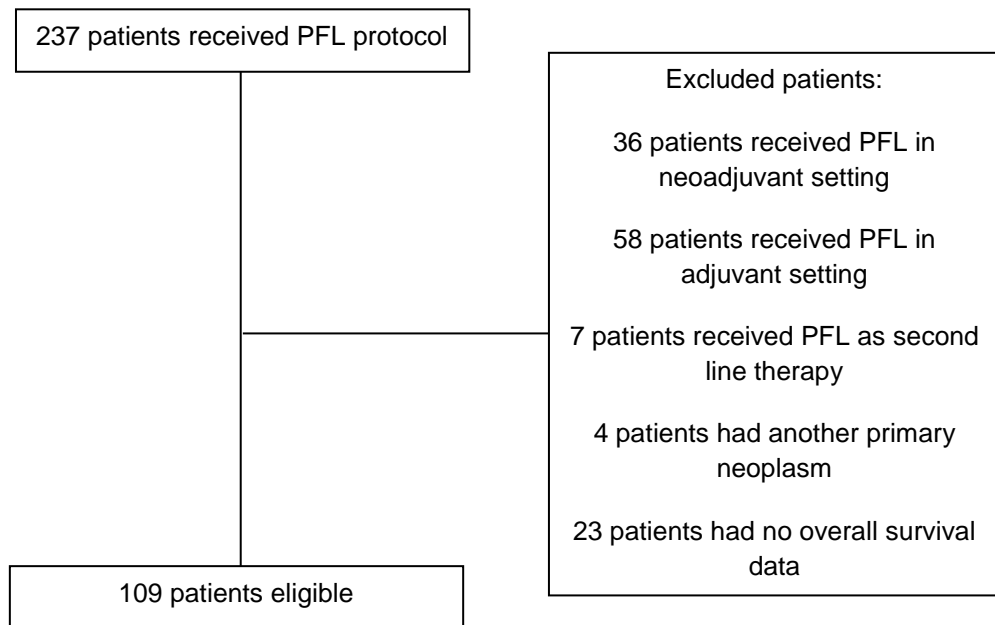 237 patients received PFL protocol
Excluded patients:
36 patients received PFL in
neoadjuvant setting
58 patients received PFL in
adjuvant setting
7 patients received PFL as second
line therapy
4 patients had another primary
neoplasm
23 patients had no overall survival
data
109 patients eligible